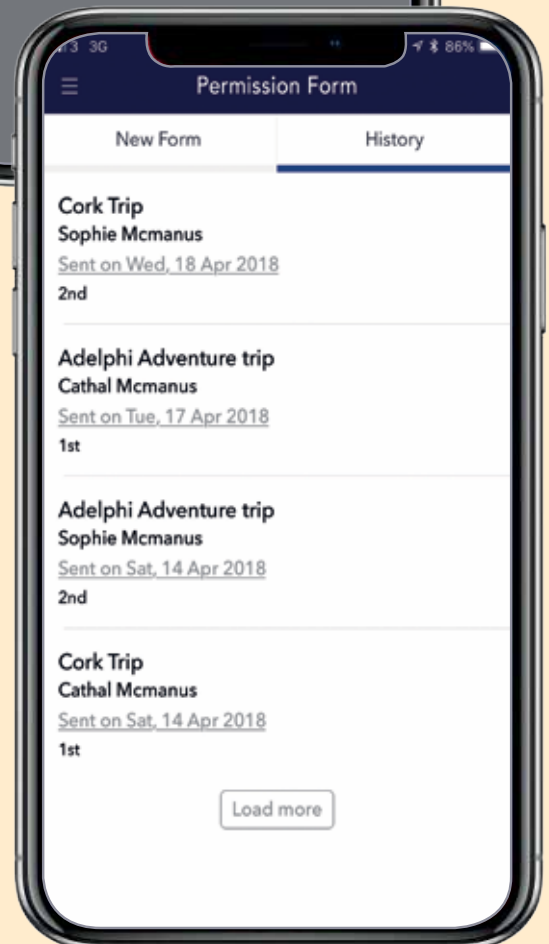 3 3G 86%
Permission Form
New Form History
Cork Trip
Sophie Mcmanus
Sent on Wed, 18 Apr 2018
2nd
Adelphi Adventure trip
Cathal Mcmanus
Sent on Tue, 17 Apr 2018
1st
Adelphi Adventure trip
Sophie Mcmanus
Sent on Sat, 14 Apr 2018
2nd
Cork Trip
Cathal Mcmanus
Sent on Sat, 14 Apr 2018
1st
Load more